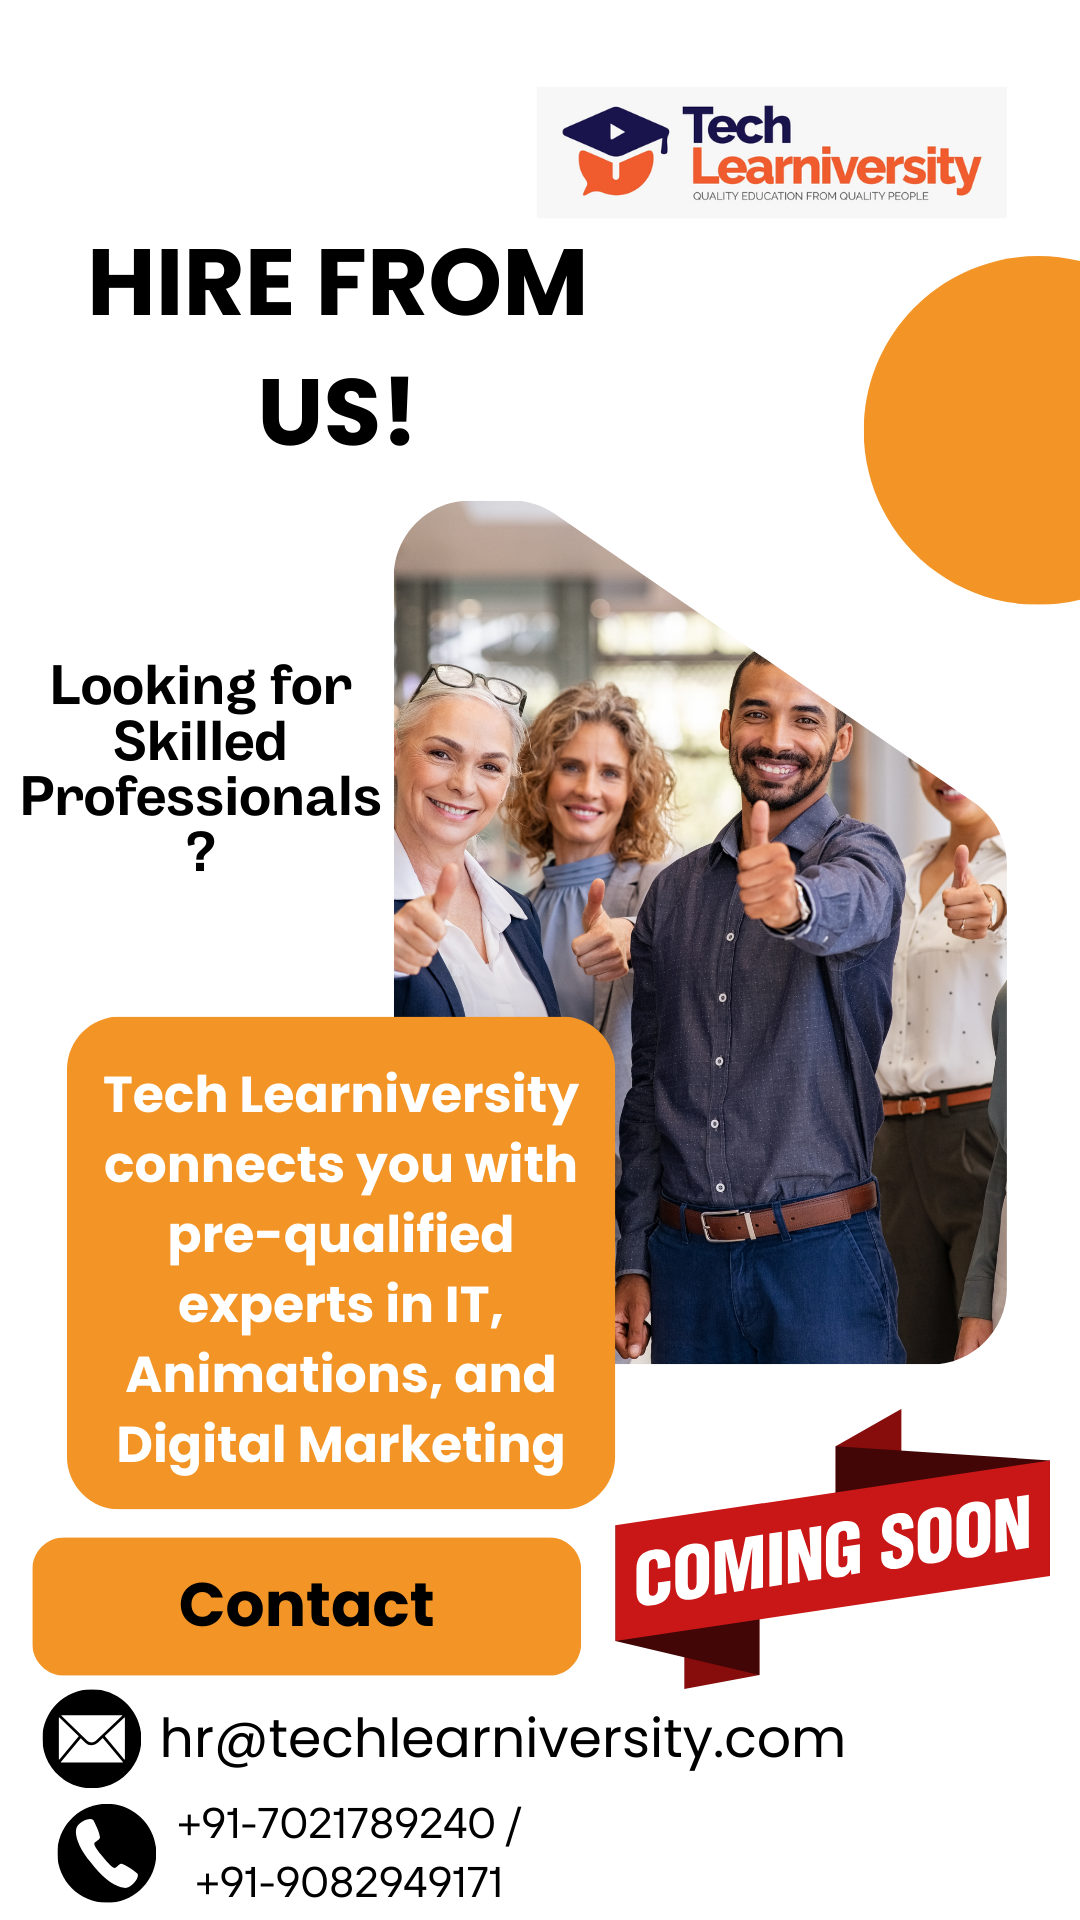 Tech
Learniversity
QUALITY EDUCATION FROM QUALITY PEOPLE
HIRE FROM
US!
Looking for
Skilled
Professionals
?
Tech Learniversity
connects you with
pre-qualified
experts in IT,
Animations, and
Digital Marketing
COMING SOON
Contact
hr@techlearniversity.com
+91-7021789240 /
+91-9082949171